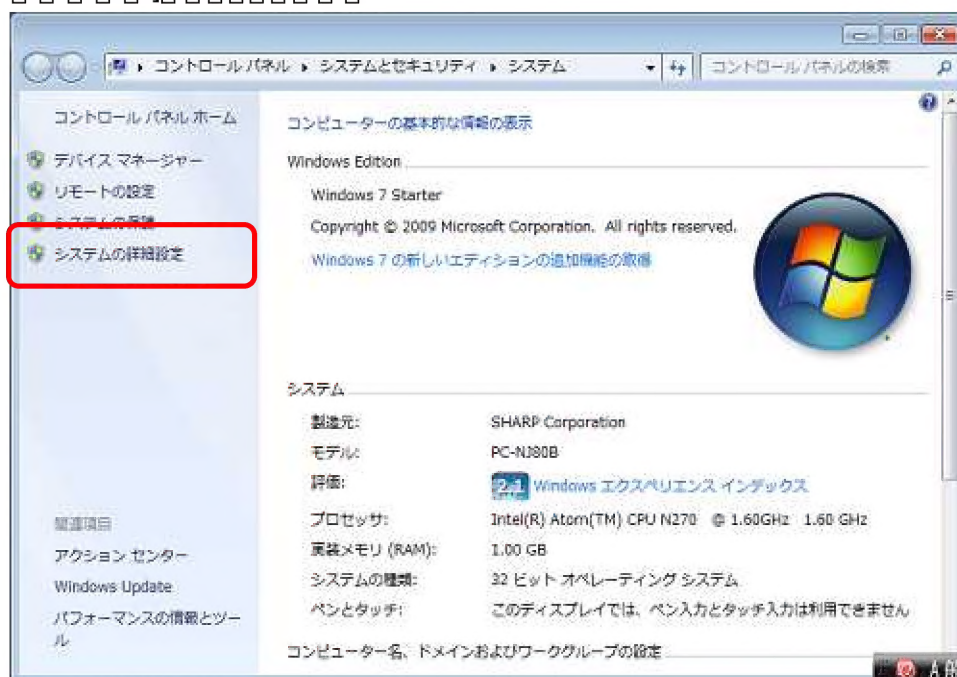 コントロール パネル ▸ システムとセキュリティ ▸ システム
コントロール パネルの検索
コントロール パネル ホーム
デバイス マネージャー
リモートの設定
システムの保護
システムの詳細設定
関連項目
アクション センター
Windows Update
パフォーマンスの情報とツー
ル
コンピューターの基本的な情報の表示
Windows Edition
Windows 7 Starter
Copyright © 2009 Microsoft Corporation. All rights reserved.
Windows 7 の新しいエディションの追加機能の取得
システム
製造元: SHARP Corporation
モデル: PC-NJ80B
評価: 2.1 Windows エクスペリエンス インデックス
プロセッサ: Intel(R) Atom(TM) CPU N270 @ 1.60GHz 1.60 GHz
実装メモリ (RAM): 1.00 GB
システムの種類: 32 ビット オペレーティング システム
ペンとタッチ: このディスプレイでは、ペン入力とタッチ入力は利用できません
コンピューター名、ドメインおよびワークグループの設定
A 般